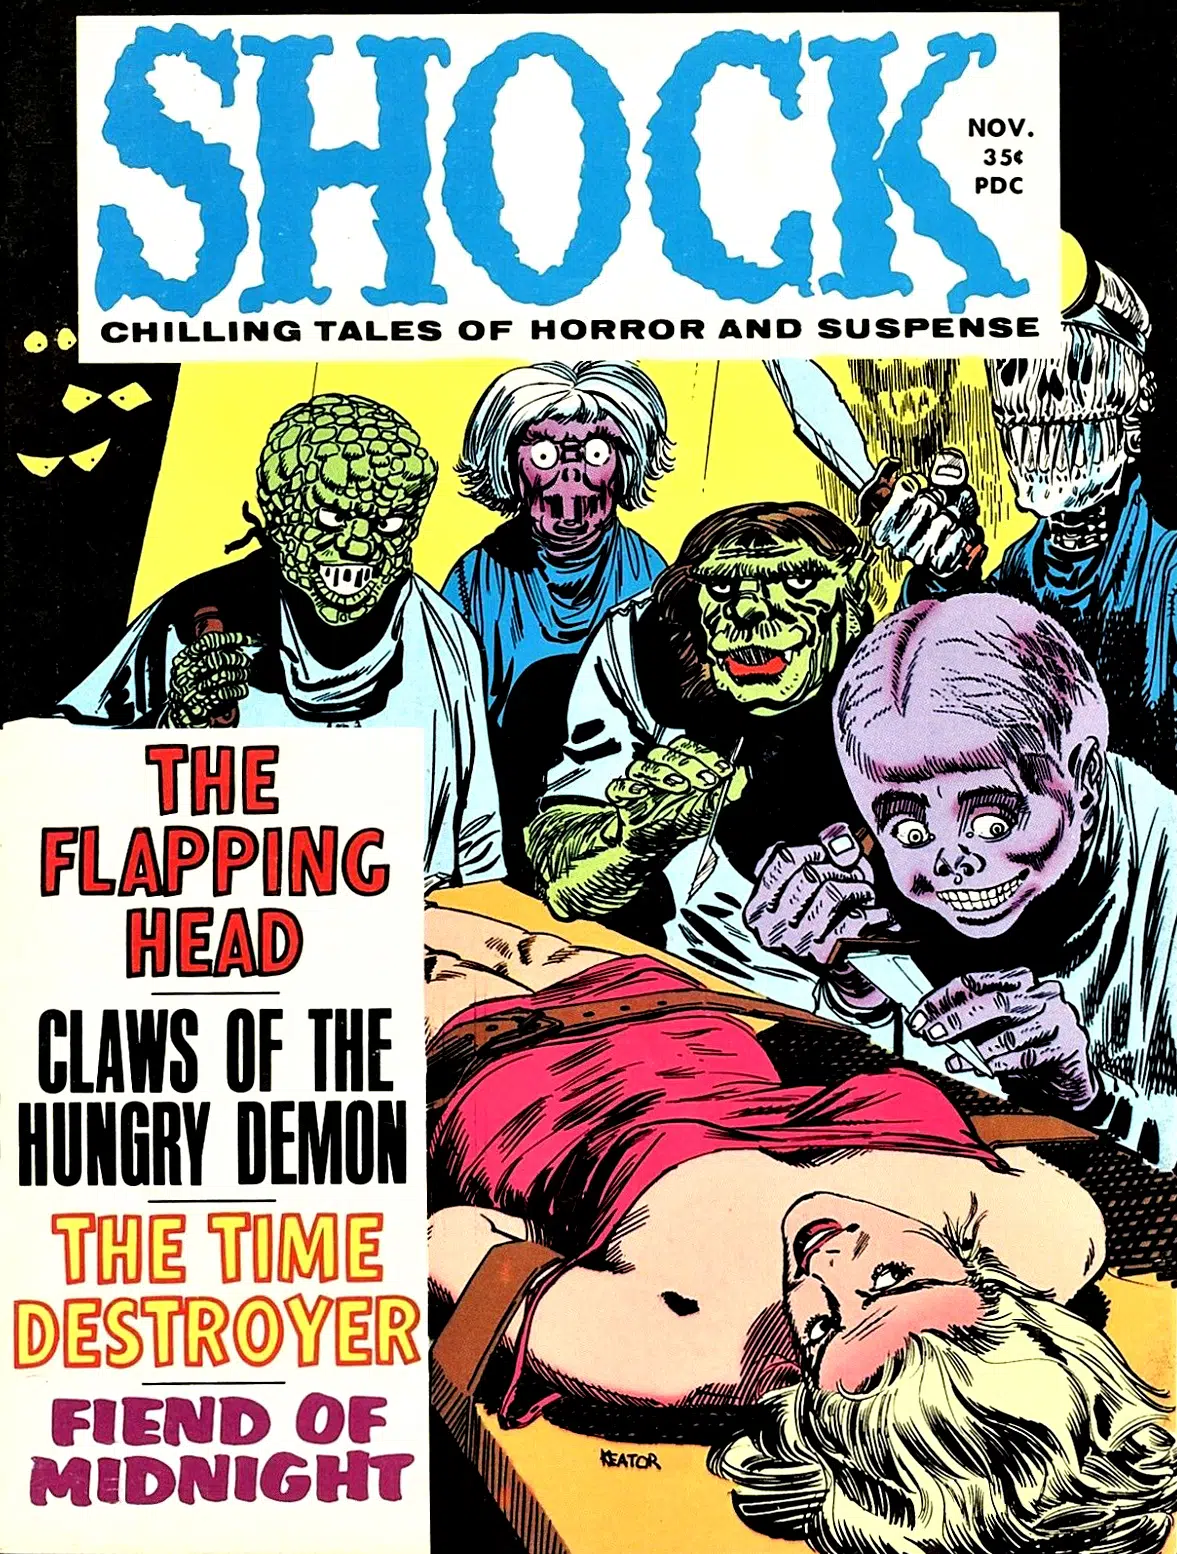 SHOCK
NOV.
35¢
PDC
CHILLING TALES OF HORROR AND SUSPENSE
THE
FLAPPING
HEAD
CLAWS OF THE
HUNGRY DEMON
THE TIME
DESTROYER
FIEND OF
MIDNIGHT
KEATOR